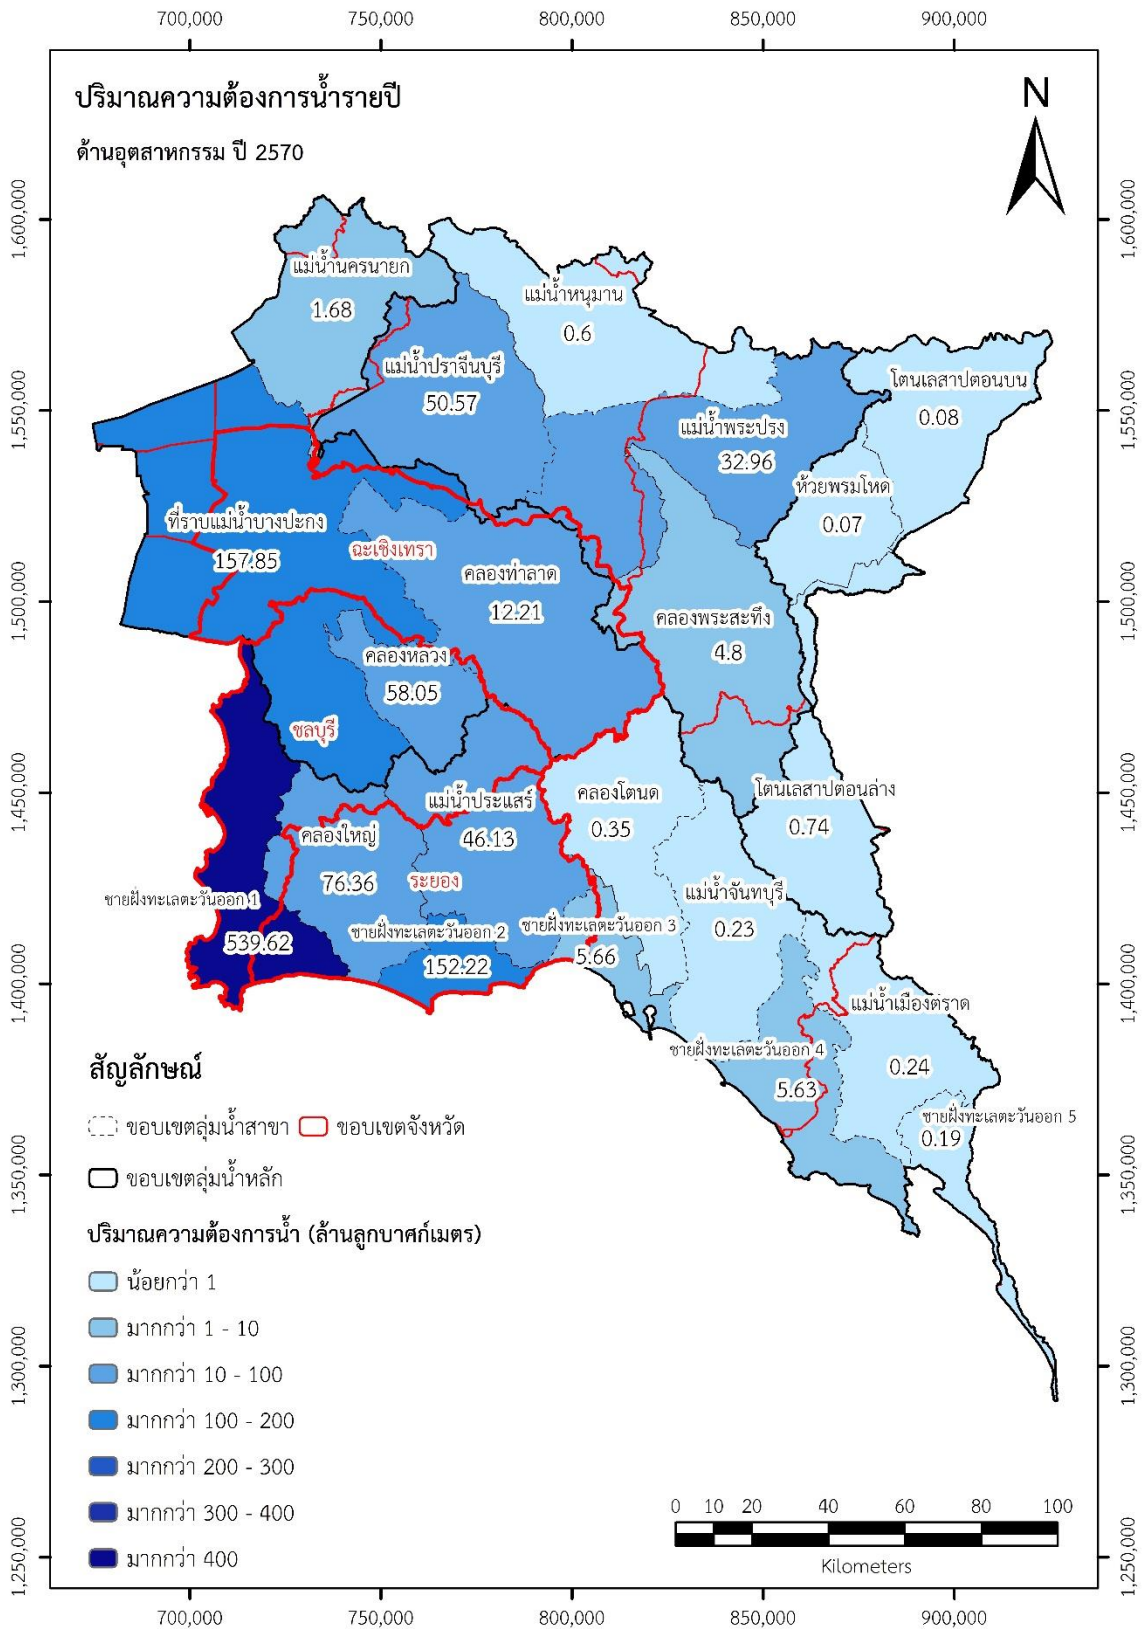 700,000 750,000 800,000 850,000 900,000
ปริมาณความต้องการน้ำรายปี
ด้านอุตสาหกรรม ปี 2570
N
1,600,000
1,600,000
แม่น้ำนครนายก
1.68
แม่น้ำหนุมาน
0.6
แม่น้ำปราจีนบุรี
50.57
โตนเลสาปตอนบน
0.08
1,550,000
1,550,000
แม่น้ำพระปรง
32.96
ห้วยพรมโหด
0.07
ที่ราบแม่น้ำบางปะกง
157.85
ฉะเชิงเทรา
คลองท่าลาด
12.21
1,500,000
1,500,000
คลองพระสะทึง
4.8
คลองหลวง
58.05
ชลบุรี
1,450,000
1,450,000
แม่น้ำประแสร์
46.13
คลองโตนด
0.35
โตนเลสาปตอนล่าง
0.74
คลองใหญ่
76.36
ระยอง
แม่น้ำจันทบุรี
0.23
ชายฝั่งทะเลตะวันออก 1
539.62
ชายฝั่งทะเลตะวันออก 2
152.22
ชายฝั่งทะเลตะวันออก 3
5.66
1,400,000
1,400,000
แม่น้ำเมืองตราด
0.24
ชายฝั่งทะเลตะวันออก 4
5.63
ชายฝั่งทะเลตะวันออก 5
0.19
สัญลักษณ์
ขอบเขตลุ่มน้ำสาขา ขอบเขตจังหวัด
ขอบเขตลุ่มน้ำหลัก
1,350,000
1,350,000
ปริมาณความต้องการน้ำ (ล้านลูกบาศก์เมตร)
น้อยกว่า 1
มากกว่า 1 - 10
มากกว่า 10 - 100
มากกว่า 100 - 200
มากกว่า 200 - 300
มากกว่า 300 - 400
มากกว่า 400
1,300,000
1,300,000
0 10 20 40 60 80 100
Kilometers
1,250,000
1,250,000
700,000 750,000 800,000 850,000 900,000